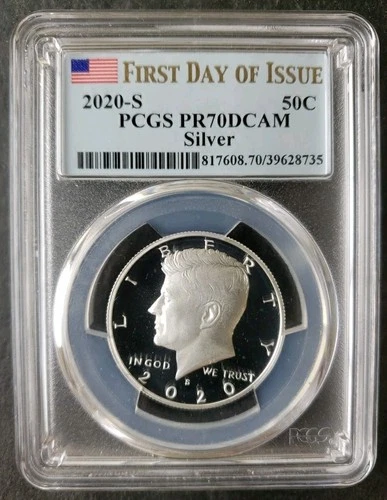 FIRST DAY OF ISSUE
2020-S 50C
PCGS PR70DCAM
Silver
817608.70/39628735
LIBERTY
IN GOD WE TRUST
2020
PCGS